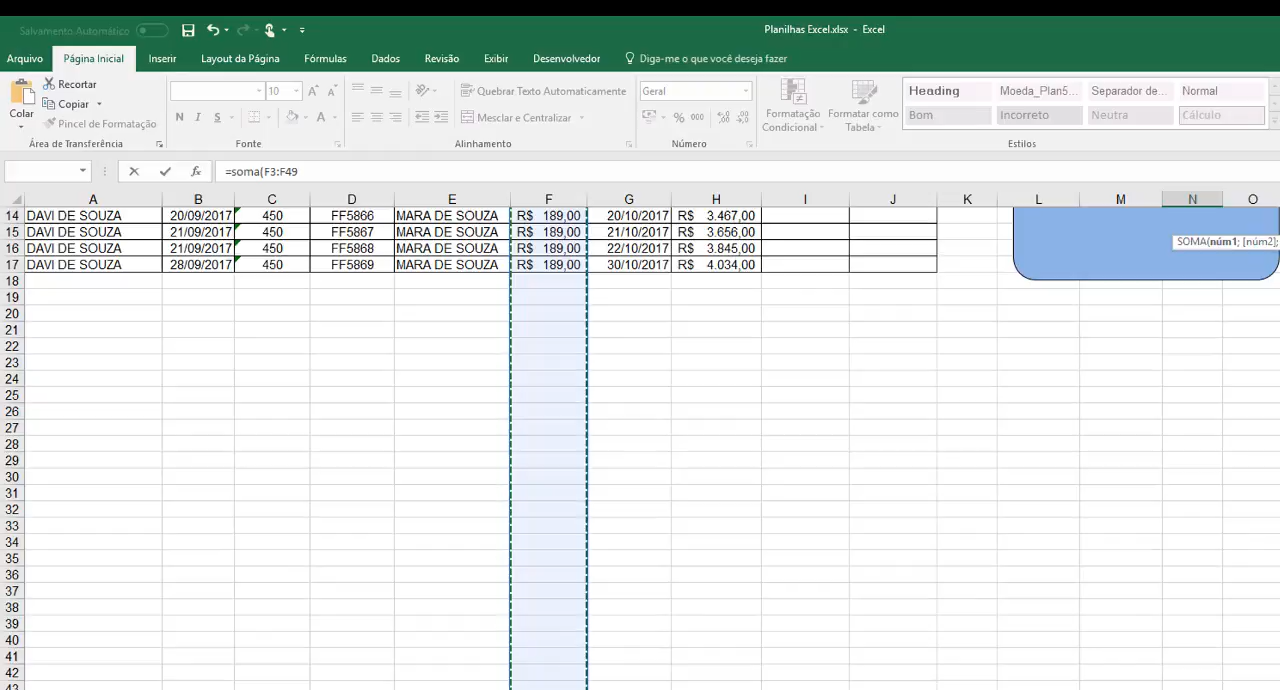 Salvamento Automático
Planilhas Excel.xlsx - Excel
Arquivo Página Inicial Inserir Layout da Página Fórmulas Dados Revisão Exibir Desenvolvedor Diga-me o que você deseja fazer
Colar
Recortar
Copiar
Pincel de Formatação
Área de Transferência
10 A A
N I S A
Fonte
Quebrar Texto Automaticamente
Mesclar e Centralizar
Alinhamento
Geral
% 000
Número
Formatação Condicional
Formatar como Tabela
Heading Moeda_Plan5... Separador de... Normal
Bom Incorreto Neutra Cálculo
Estilos
fx =soma(F3:F49
A B C D E F G H I J K L M N O
14 DAVI DE SOUZA 20/09/2017 450 FF5866 MARA DE SOUZA R$ 189,00 20/10/2017 R$ 3.467,00
15 DAVI DE SOUZA 21/09/2017 450 FF5867 MARA DE SOUZA R$ 189,00 21/10/2017 R$ 3.656,00
16 DAVI DE SOUZA 21/09/2017 450 FF5868 MARA DE SOUZA R$ 189,00 22/10/2017 R$ 3.845,00
17 DAVI DE SOUZA 28/09/2017 450 FF5869 MARA DE SOUZA R$ 189,00 30/10/2017 R$ 4.034,00
SOMA(núm1; [núm2];
18
19
20
21
22
23
24
25
26
27
28
29
30
31
32
33
34
35
36
37
38
39
40
41
42
43